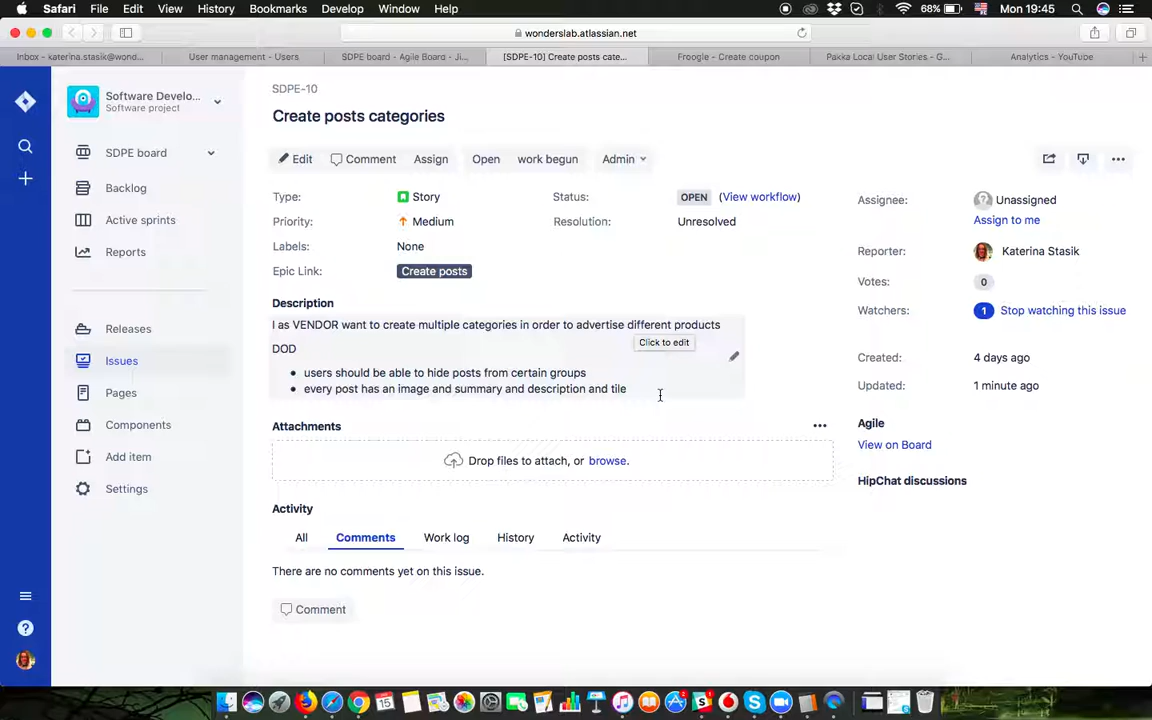 Safari File Edit View History Bookmarks Develop Window Help 68% Mon 19:45
wonderslab.atlassian.net
Inbox - katerina.stasik@wond... User management - Users SDPE board - Agile Board - Ji... [SDPE-10] Create posts cate... Froogle - Create coupon Pakka Local User Stories - G... Analytics - YouTube
Software Develo...
Software project
SDPE board
Backlog
Active sprints
Reports
Releases
Issues
Pages
Components
Add item
Settings
SDPE-10
Create posts categories
Edit Comment Assign Open work begun Admin
Type: Story Status: OPEN (View workflow)
Priority: Medium Resolution: Unresolved
Labels: None
Epic Link: Create posts
Description
I as VENDOR want to create multiple categories in order to advertise different products
Click to edit
DOD
• users should be able to hide posts from certain groups
• every post has an image and summary and description and tile
Attachments
Drop files to attach, or browse.
Activity
All Comments Work log History Activity
There are no comments yet on this issue.
Comment
Assignee: Unassigned
Assign to me
Reporter: Katerina Stasik
Votes: 0
Watchers: 1 Stop watching this issue
Created: 4 days ago
Updated: 1 minute ago
Agile
View on Board
HipChat discussions
15